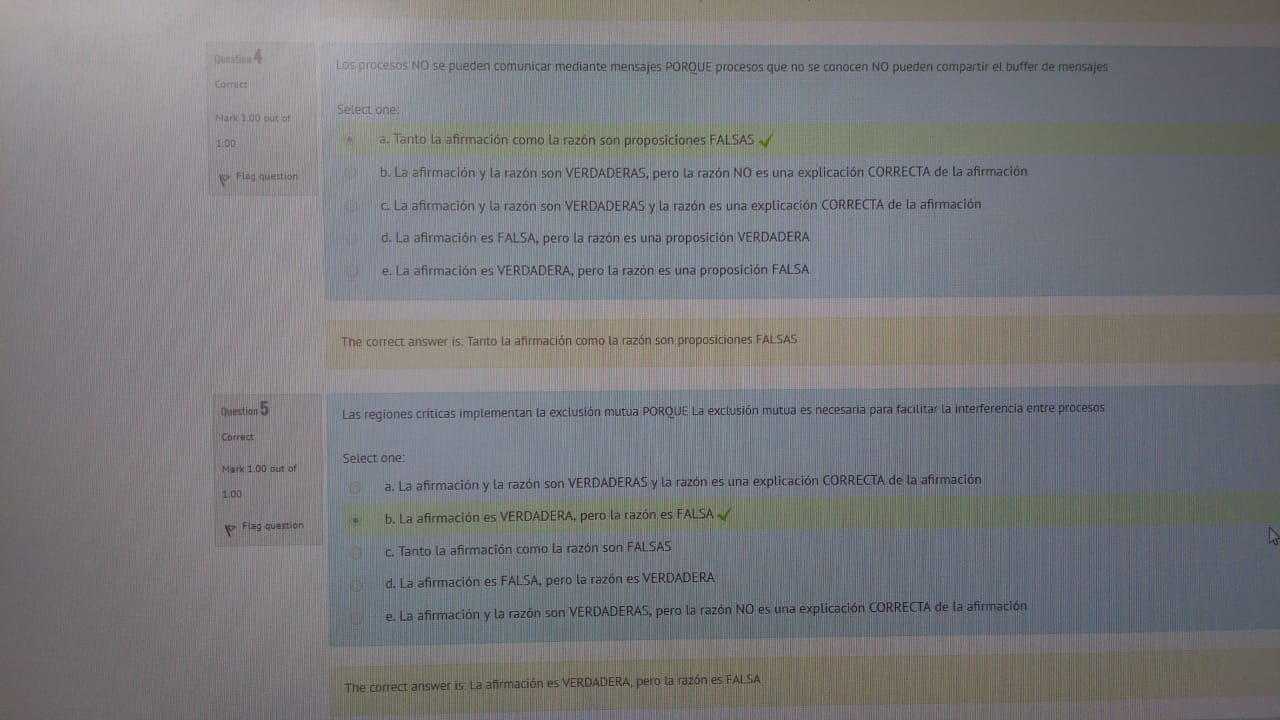 Question 4
Correct
Mark 1.00 out of
1.00
Flag question
Los procesos NO se pueden comunicar mediante mensajes PORQUE procesos que no se conocen NO pueden compartir el buffer de mensajes
Select one:
a. Tanto la afirmación como la razón son proposiciones FALSAS
b. La afirmación y la razón son VERDADERAS, pero la razón NO es una explicación CORRECTA de la afirmación
c. La afirmación y la razón son VERDADERAS y la razón es una explicación CORRECTA de la afirmación
d. La afirmación es FALSA, pero la razón es una proposición VERDADERA
e. La afirmación es VERDADERA, pero la razón es una proposición FALSA
The correct answer is: Tanto la afirmación como la razón son proposiciones FALSAS
Question 5
Correct
Mark 1.00 out of
1.00
Flag question
Las regiones críticas implementan la exclusión mutua PORQUE La exclusión mutua es necesaria para facilitar la interferencia entre procesos
Select one:
a. La afirmación y la razón son VERDADERAS y la razón es una explicación CORRECTA de la afirmación
b. La afirmación es VERDADERA, pero la razón es FALSA
c. Tanto la afirmación como la razón son FALSAS
d. La afirmación es FALSA, pero la razón es VERDADERA
e. La afirmación y la razón son VERDADERAS, pero la razón NO es una explicación CORRECTA de la afirmación
The correct answer is: La afirmación es VERDADERA, pero la razón es FALSA